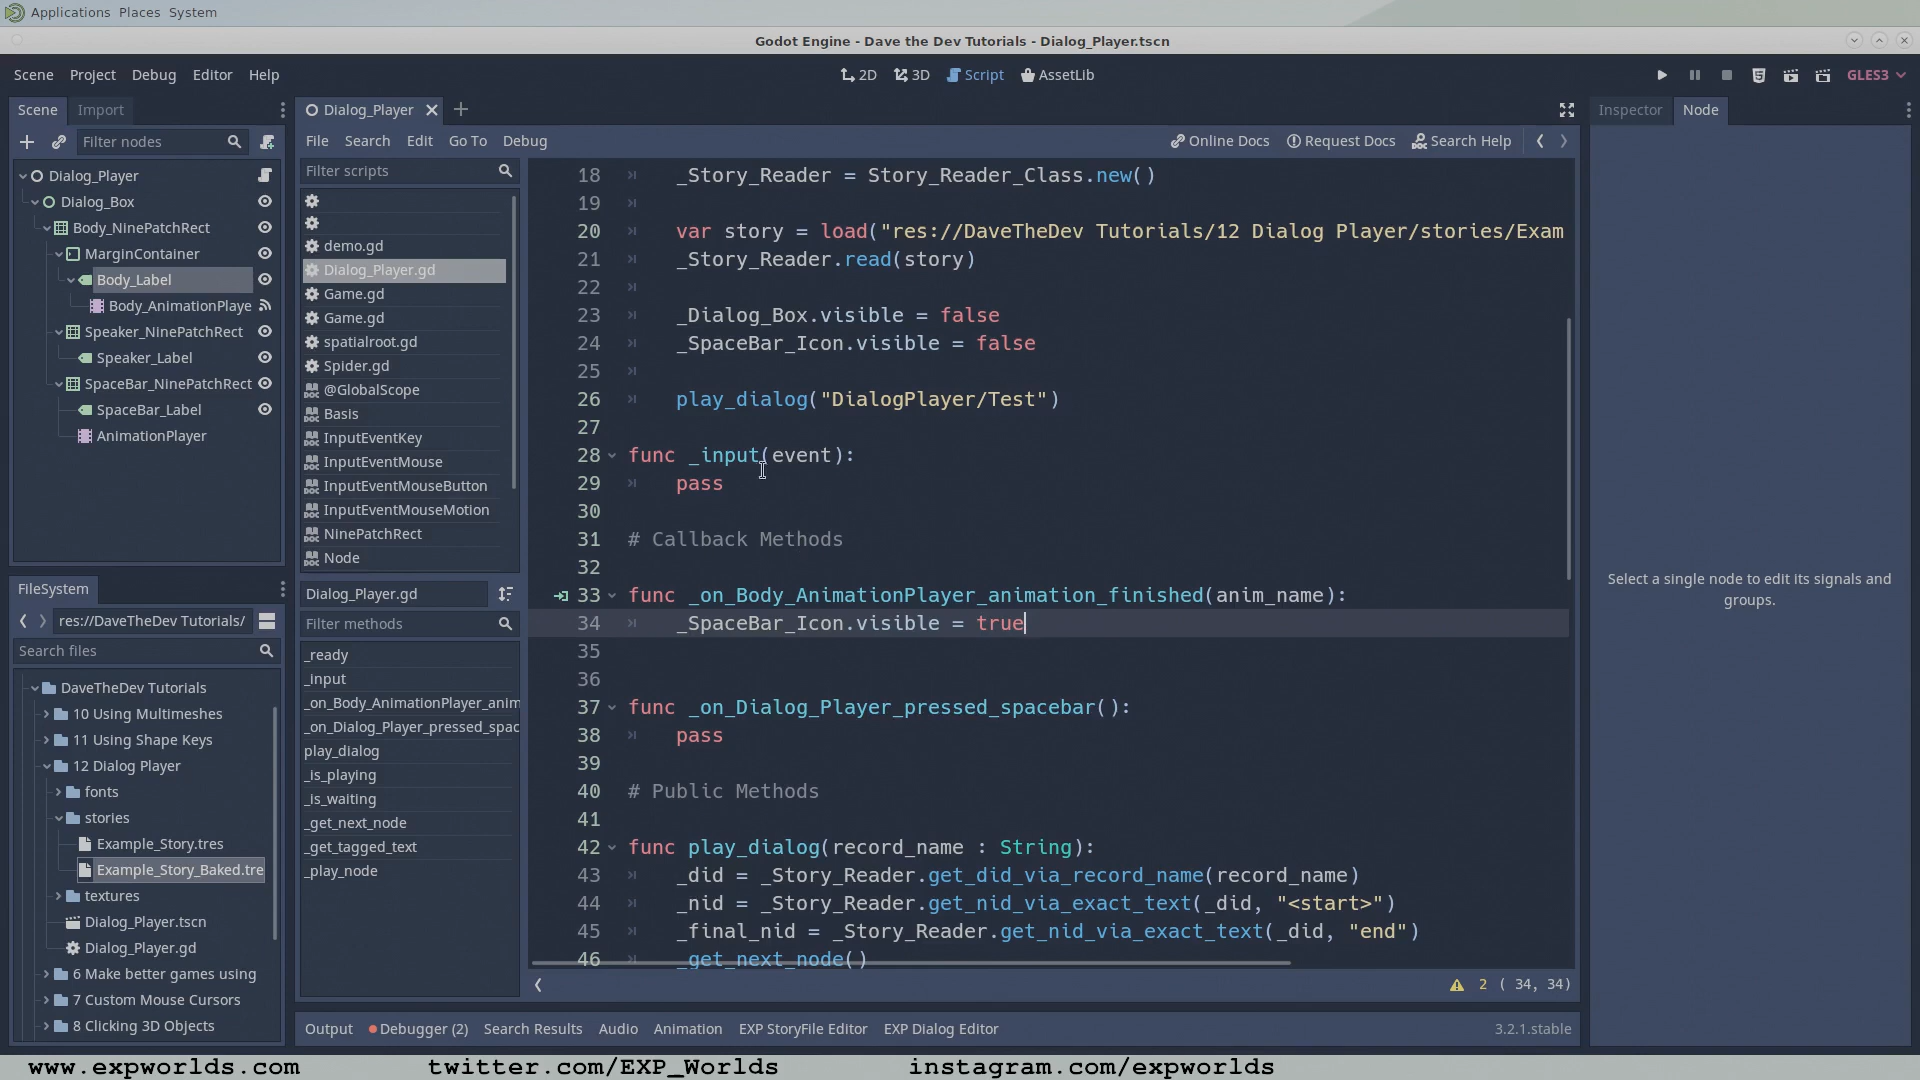 Applications Places System
Godot Engine - Dave the Dev Tutorials - Dialog_Player.tscn
Scene Project Debug Editor Help
2D 3D Script AssetLib
GLES3
Scene Import
Filter nodes
Dialog_Player
Dialog_Box
Body_NinePatchRect
MarginContainer
Body_Label
Body_AnimationPlaye
Speaker_NinePatchRect
Speaker_Label
SpaceBar_NinePatchRect
SpaceBar_Label
AnimationPlayer
FileSystem
res://DaveTheDev Tutorials/
Search files
DaveTheDev Tutorials
10 Using Multimeshes
11 Using Shape Keys
12 Dialog Player
fonts
stories
Example_Story.tres
Example_Story_Baked.tre
textures
Dialog_Player.tscn
Dialog_Player.gd
6 Make better games using
7 Custom Mouse Cursors
8 Clicking 3D Objects
Dialog_Player
File Search Edit Go To Debug
Online Docs Request Docs Search Help
Filter scripts
demo.gd
Dialog_Player.gd
Game.gd
Game.gd
spatialroot.gd
Spider.gd
@GlobalScope
Basis
InputEventKey
InputEventMouse
InputEventMouseButton
InputEventMouseMotion
NinePatchRect
Node
Dialog_Player.gd
Filter methods
_ready
_input
_on_Body_AnimationPlayer_anim
_on_Dialog_Player_pressed_spac
play_dialog
_is_playing
_is_waiting
_get_next_node
_get_tagged_text
_play_node
18 _Story_Reader = Story_Reader_Class.new()
19
20 var story = load("res://DaveTheDev Tutorials/12 Dialog Player/stories/Exam
21 _Story_Reader.read(story)
22
23 _Dialog_Box.visible = false
24 _SpaceBar_Icon.visible = false
25
26 play_dialog("DialogPlayer/Test")
27
28 func _input(event):
29 pass
30
31 # Callback Methods
32
33 func _on_Body_AnimationPlayer_animation_finished(anim_name):
34 _SpaceBar_Icon.visible = true
35
36
37 func _on_Dialog_Player_pressed_spacebar():
38 pass
39
40 # Public Methods
41
42 func play_dialog(record_name : String):
43 _did = _Story_Reader.get_did_via_record_name(record_name)
44 _nid = _Story_Reader.get_nid_via_exact_text(_did, "<start>")
45 _final_nid = _Story_Reader.get_nid_via_exact_text(_did, "end")
46 _get_next_node()
2 ( 34, 34)
Output Debugger (2) Search Results Audio Animation EXP StoryFile Editor EXP Dialog Editor
3.2.1.stable
Inspector Node
Select a single node to edit its signals and
groups.
www.expworlds.com twitter.com/EXP_Worlds instagram.com/expworlds